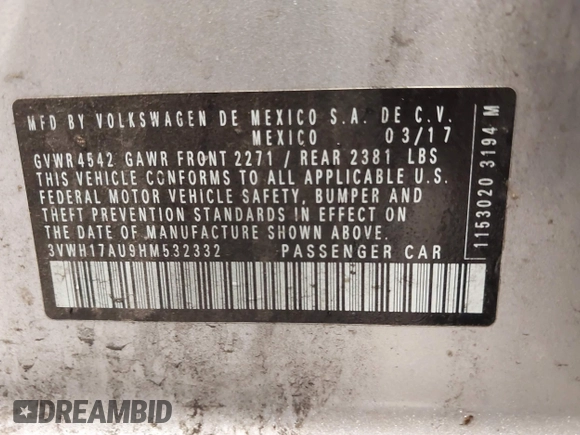 MFD BY VOLKSWAGEN DE MEXICO S.A. DE C.V.
MEXICO 03/17
GVWR4542 GAWR FRONT 2271 / REAR 2381 LBS
THIS VEHICLE CONFORMS TO ALL APPLICABLE U.S.
FEDERAL MOTOR VEHICLE SAFETY, BUMPER AND
THEFT PREVENTION STANDARDS IN EFFECT ON
THE DATE OF MANUFACTURE SHOWN ABOVE.
3VWH17AU9HM532332 PASSENGER CAR
1153020 3194 M
DREAMBID